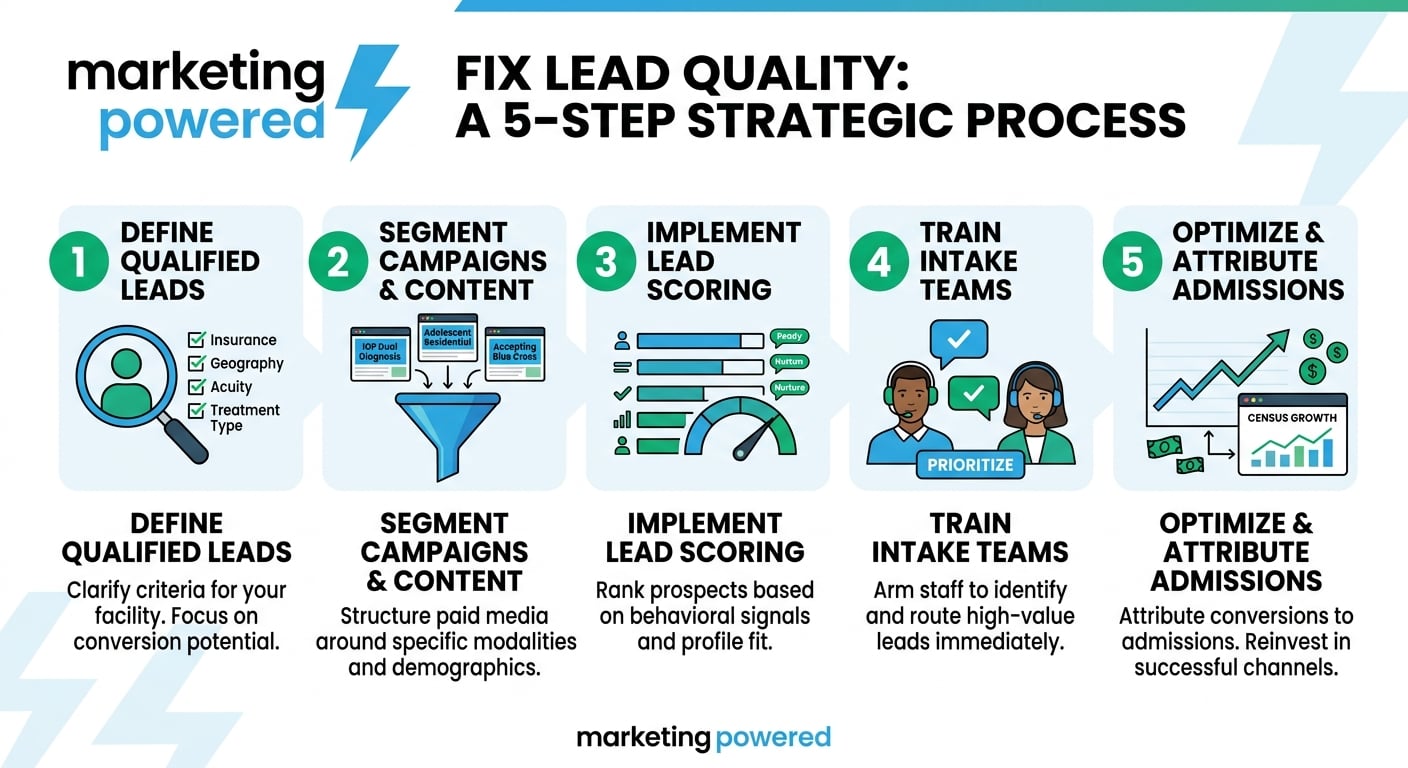 marketing
powered
FIX LEAD QUALITY:
A 5-STEP STRATEGIC PROCESS
1
DEFINE
QUALIFIED
LEADS
Insurance
Geography
Acuity
Treatment
Type
2
SEGMENT
CAMPAIGNS
& CONTENT
IOP Dual
Diagnosis
Adolescent
Residential
Accepting
Blue Cross
3
IMPLEMENT
LEAD
SCORING
Ready
Nurture
4
TRAIN
INTAKE
TEAMS
PRIORITIZE
5
OPTIMIZE &
ATTRIBUTE
ADMISSIONS
$
$
$
CENSUS GROWTH
DEFINE
QUALIFIED LEADS
Clarify criteria for your
facility. Focus on
conversion potential.
SEGMENT
CAMPAIGNS
& CONTENT
Structure paid media
around specific modalities
and demographics.
IMPLEMENT
LEAD SCORING
Rank prospects based
on behavioral signals
and profile fit.
TRAIN
INTAKE TEAMS
Arm staff to identify
and route high-value
leads immediately.
OPTIMIZE &
ATTRIBUTE
ADMISSIONS
Attribute conversions to
admissions. Reinvest in
successful channels.
marketing powered